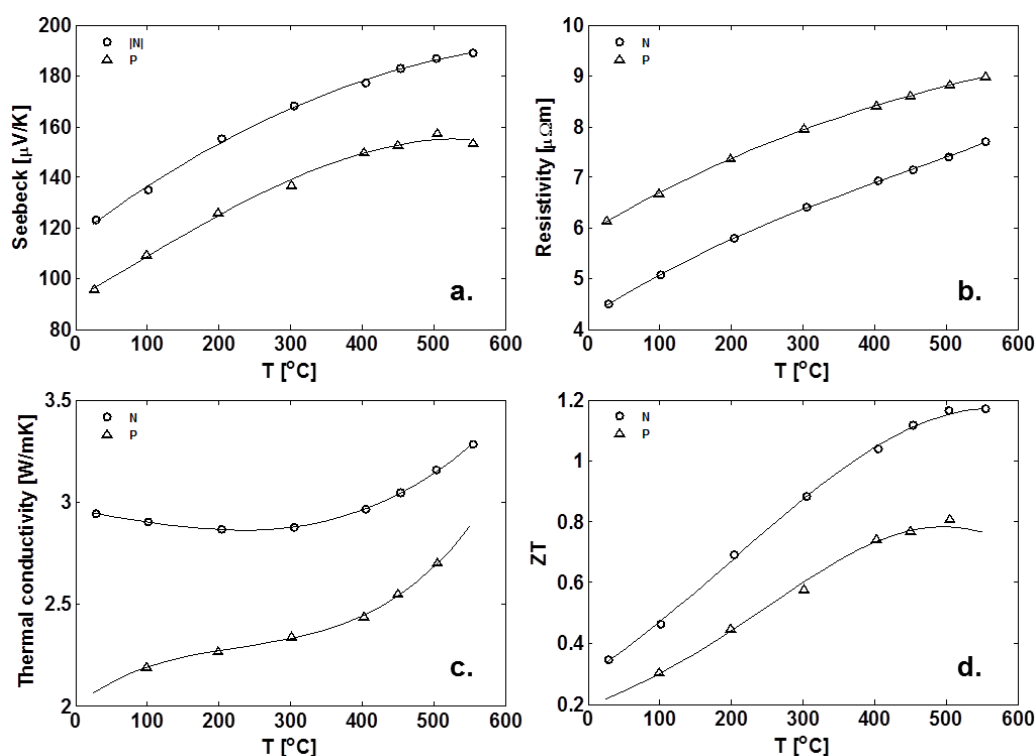 200
180
160
140
120
100
80
Seebeck [μV/K]
|N|
P
a.
0 100 200 300 400 500 600
T [°C]
10
9
8
7
6
5
4
Resistivity [μΩm]
N
P
b.
0 100 200 300 400 500 600
T [°C]
3.5
3
2.5
2
Thermal conductivity [W/mK]
N
P
c.
0 100 200 300 400 500 600
T [°C]
1.2
1
0.8
0.6
0.4
0.2
ZT
N
P
d.
0 100 200 300 400 500 600
T [°C]